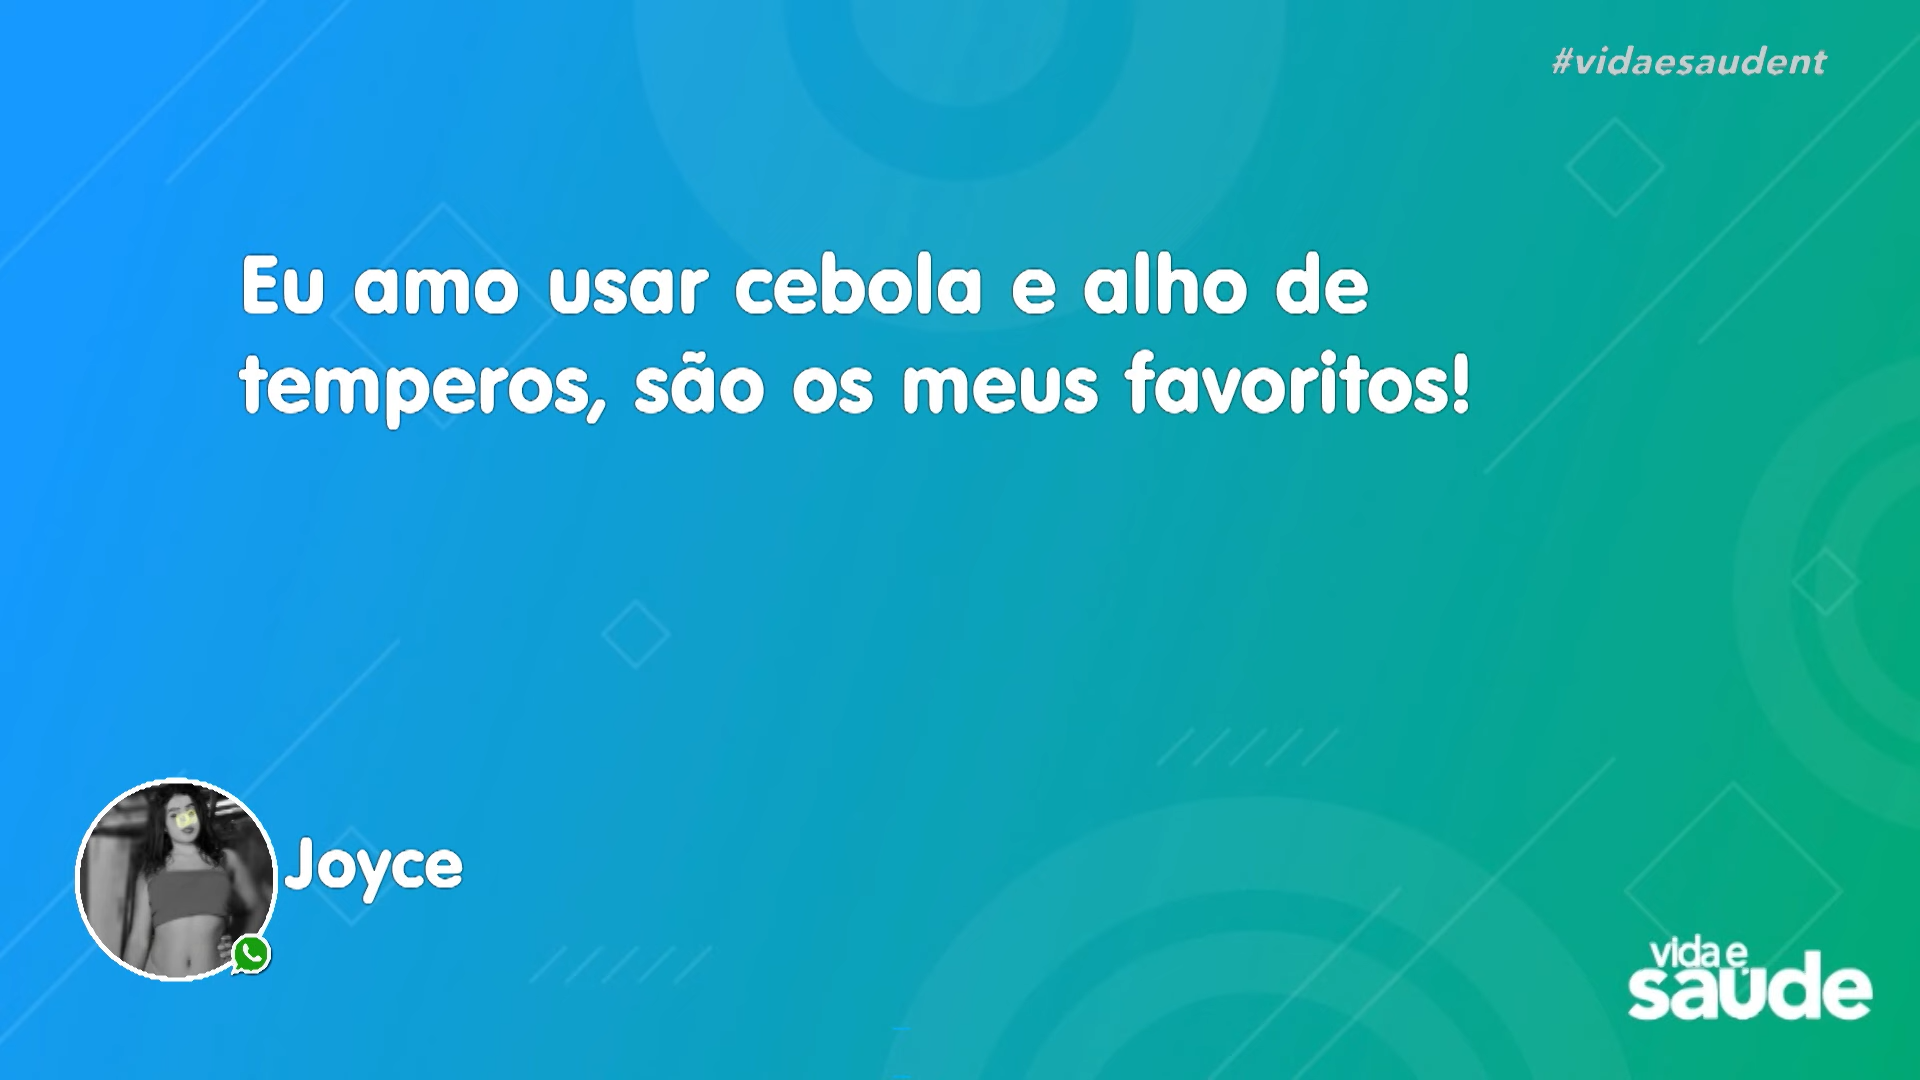 #vidaesaudent
Eu amo usar cebola e alho de
temperos, são os meus favoritos!
Joyce
vida e
saúde